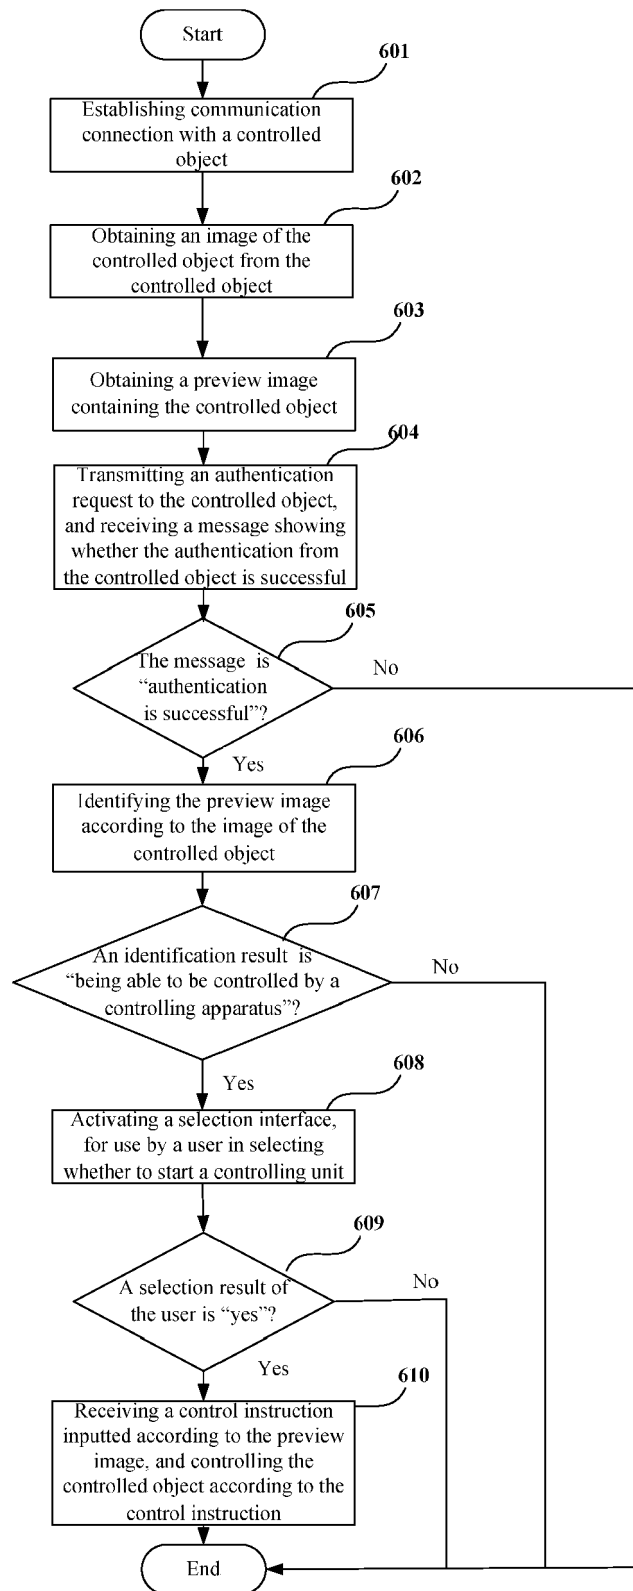 Start
601
Establishing communication
connection with a controlled
object
602
Obtaining an image of the
controlled object from the
controlled object
603
Obtaining a preview image
containing the controlled object
604
Transmitting an authentication
request to the controlled object,
and receiving a message showing
whether the authentication from
the controlled object is successful
605
The message is
“authentication
is successful”?
No
Yes
606
Identifying the preview image
according to the image of the
controlled object
607
An identification result is
“being able to be controlled by a
controlling apparatus”?
No
Yes
608
Activating a selection interface,
for use by a user in selecting
whether to start a controlling unit
609
A selection result of
the user is “yes”?
No
Yes
610
Receiving a control instruction
inputted according to the preview
image, and controlling the
controlled object according to the
control instruction
End